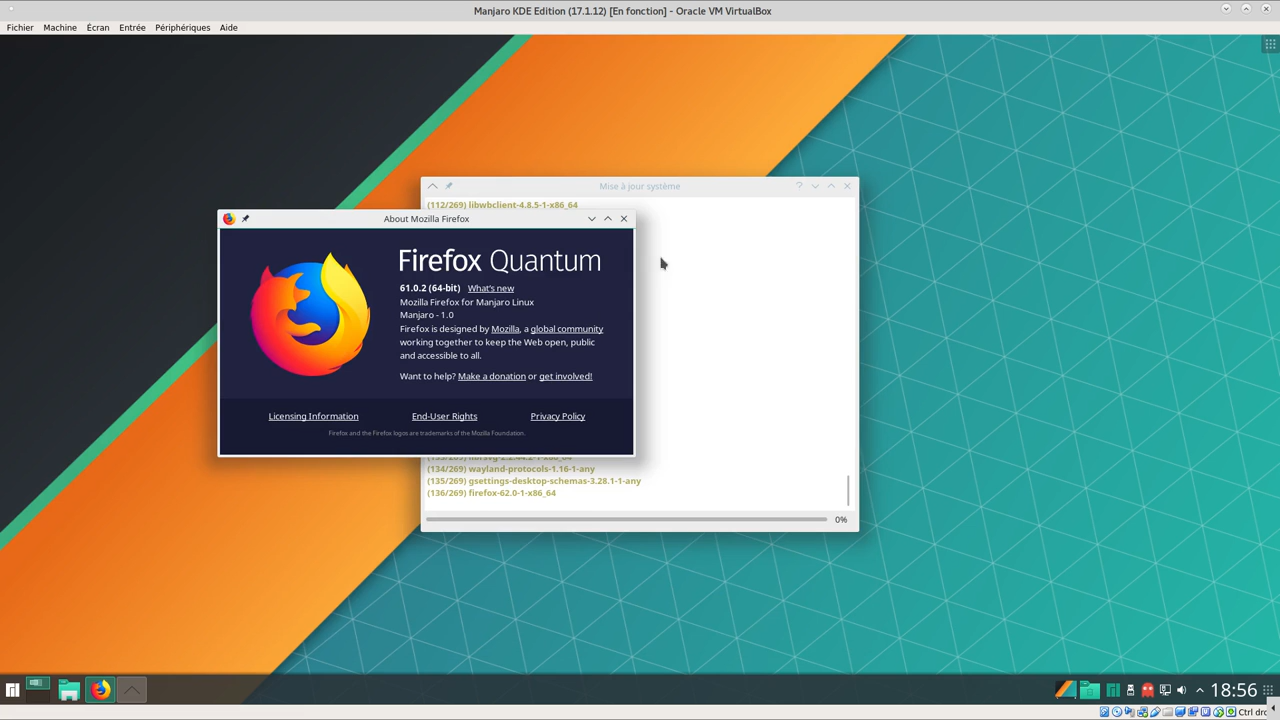 Manjaro KDE Edition (17.1.12) [En fonction] - Oracle VM VirtualBox
Fichier Machine Écran Entrée Périphériques Aide
Mise à jour système
(112/269) libwbclient-4.8.5-1-x86_64
About Mozilla Firefox
Firefox Quantum
61.0.2 (64-bit) What's new
Mozilla Firefox for Manjaro Linux
Manjaro - 1.0
Firefox is designed by Mozilla, a global community
working together to keep the Web open, public
and accessible to all.
Want to help? Make a donation or get involved!
Licensing Information End-User Rights Privacy Policy
Firefox and the Firefox logos are trademarks of the Mozilla Foundation.
(134/269) wayland-protocols-1.16-1-any
(135/269) gsettings-desktop-schemas-3.28.1-1-any
(136/269) firefox-62.0-1-x86_64
0%
18:56
Ctrl